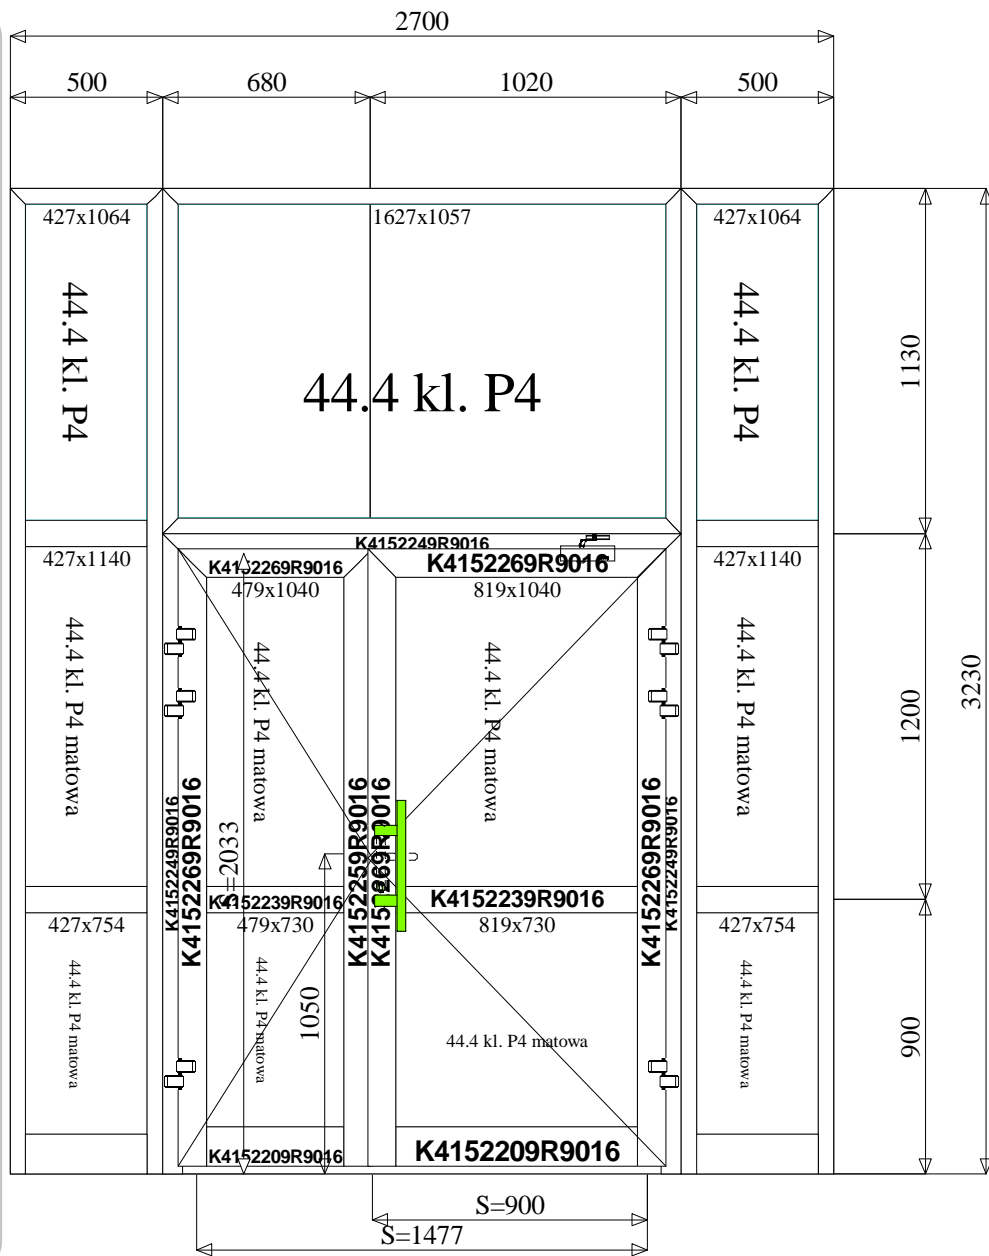 2700
500
680
1020
500
427x1064
1627x1057
427x1064
44.4 kl. P4
44.4 kl. P4
44.4 kl. P4
1130
3230
K4152249R9016
K4152269R9016
K4152269R9016
427x1140
479x1040
819x1040
427x1140
44.4 kl. P4 matowa
44.4 kl. P4 matowa
44.4 kl. P4 matowa
44.4 kl. P4 matowa
1200
K4152249R9016
K4152269R9016
S=2033
K4152259R9016
K4152269R9016
K4152269R9016
K4152249R9016
K4152239R9016
K4152239R9016
427x754
479x730
819x730
427x754
44.4 kl. P4 matowa
44.4 kl. P4 matowa
1050
44.4 kl. P4 matowa
44.4 kl. P4 matowa
900
K4152209R9016
K4152209R9016
S=900
S=1477